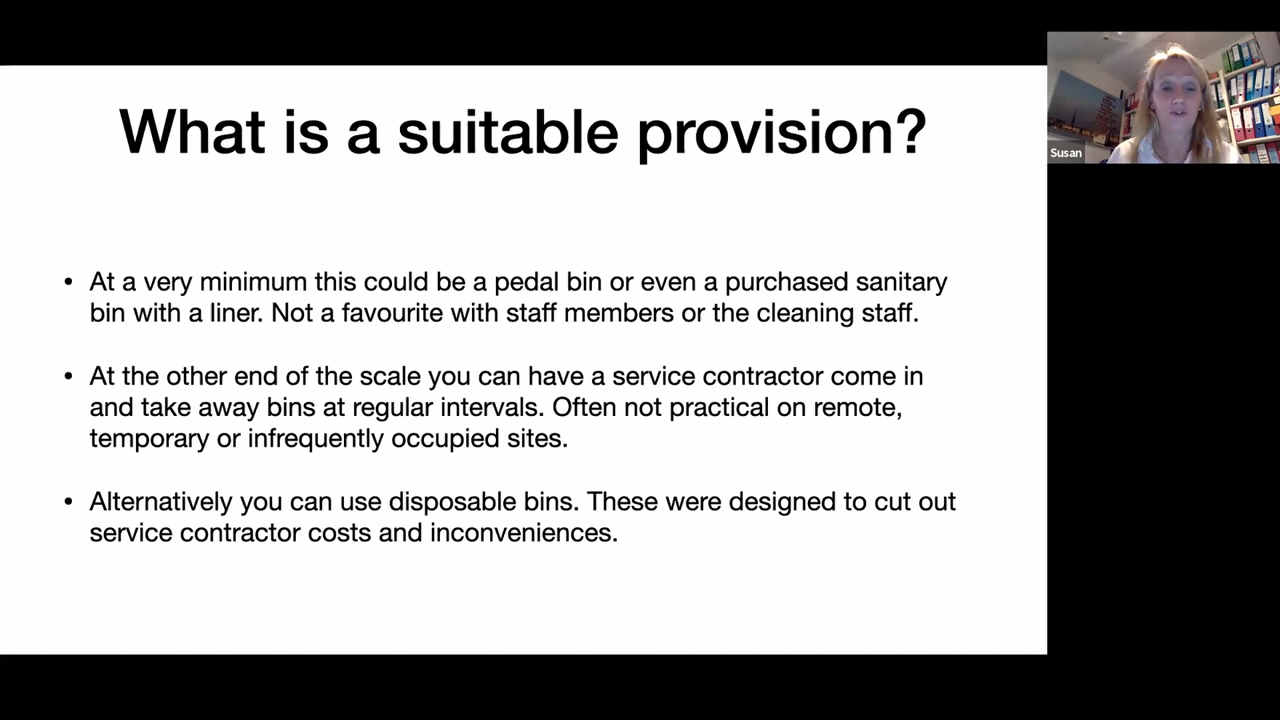 What is a suitable provision?
• At a very minimum this could be a pedal bin or even a purchased sanitary
bin with a liner. Not a favourite with staff members or the cleaning staff.
• At the other end of the scale you can have a service contractor come in
and take away bins at regular intervals. Often not practical on remote,
temporary or infrequently occupied sites.
• Alternatively you can use disposable bins. These were designed to cut out
service contractor costs and inconveniences.
Susan